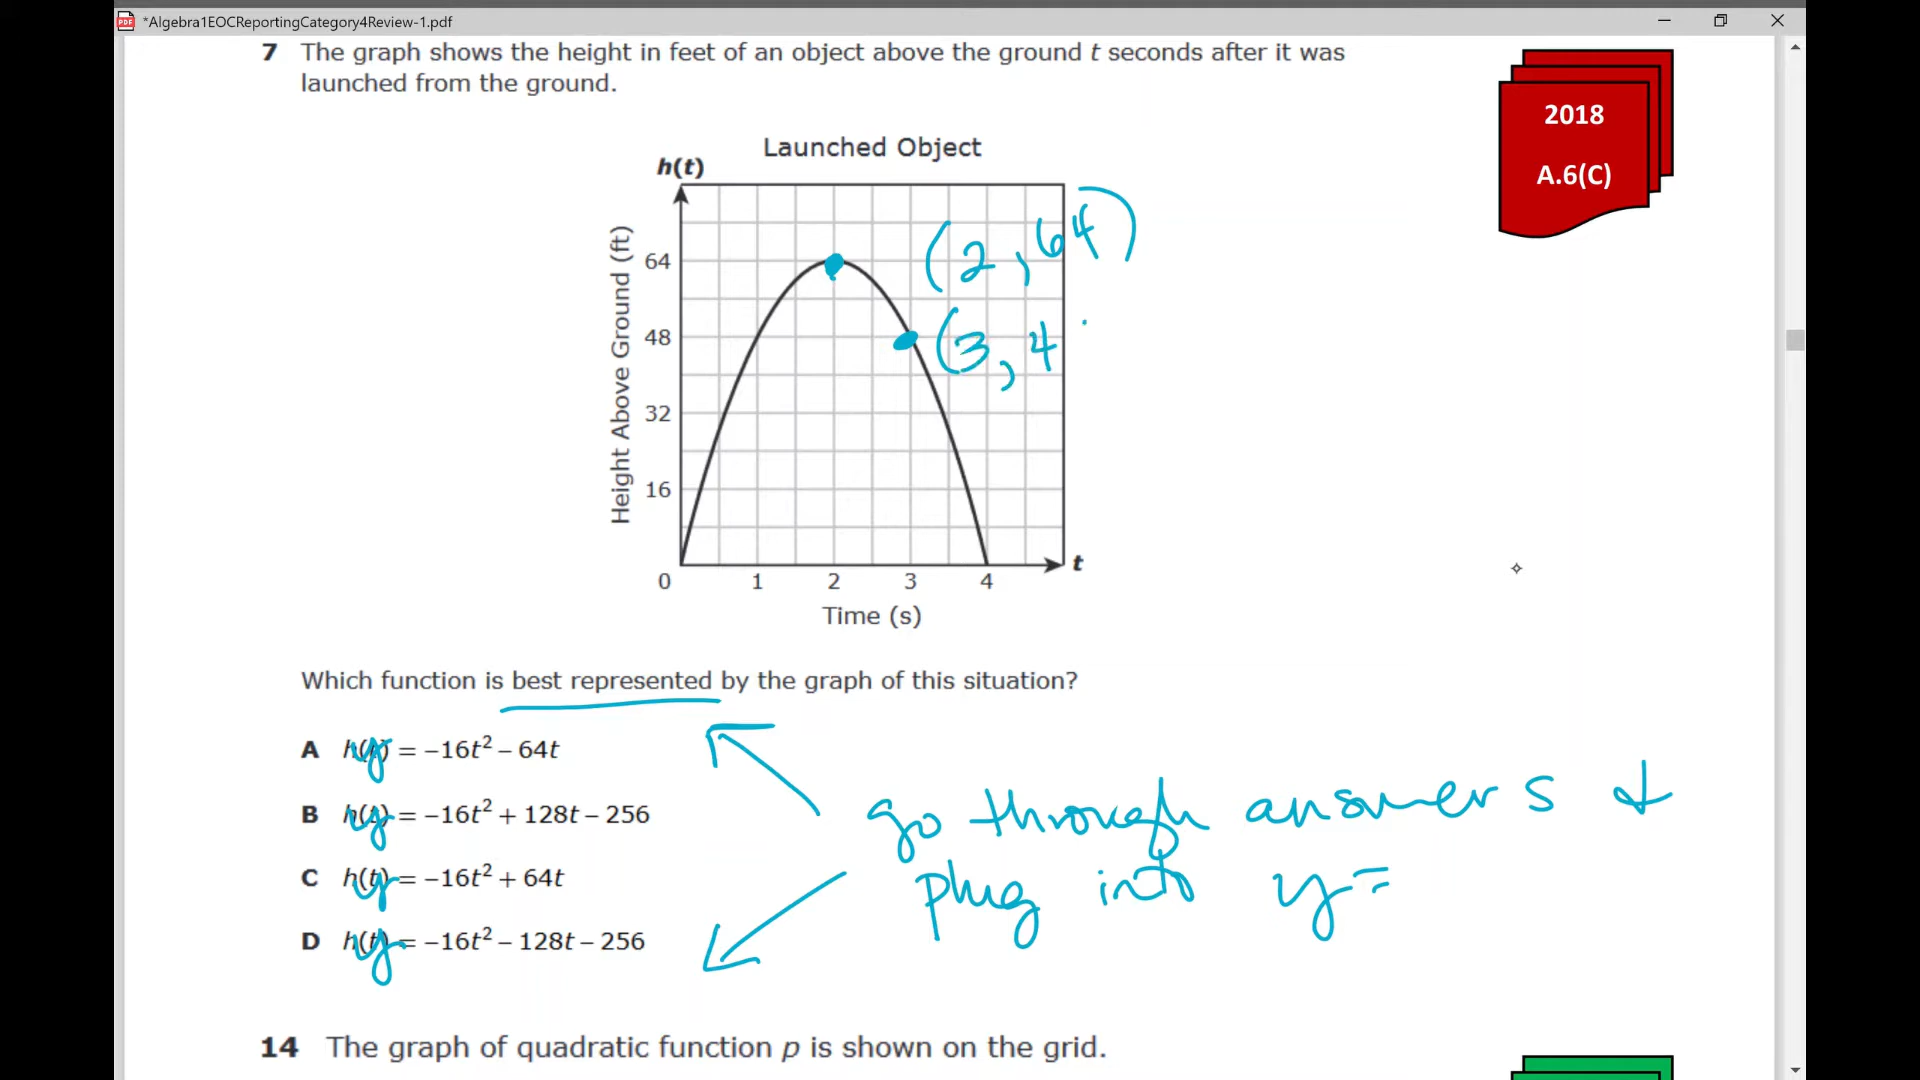 *Algebra1EOCReportingCategory4Review-1.pdf
7 The graph shows the height in feet of an object above the ground t seconds after it was
launched from the ground.
2018
A.6(C)
Launched Object
h(t)
Height Above Ground (ft)
64
48
32
16
0 1 2 3 4
t
Time (s)
(2, 64)
(3, 4
Which function is best represented by the graph of this situation?
A h(t) = –16t² – 64t
B h(t) = –16t² + 128t – 256
C h(t) = –16t² + 64t
D h(t) = –16t² – 128t – 256
y
y
y
y
go through answers &
plug into y=
14 The graph of quadratic function p is shown on the grid.